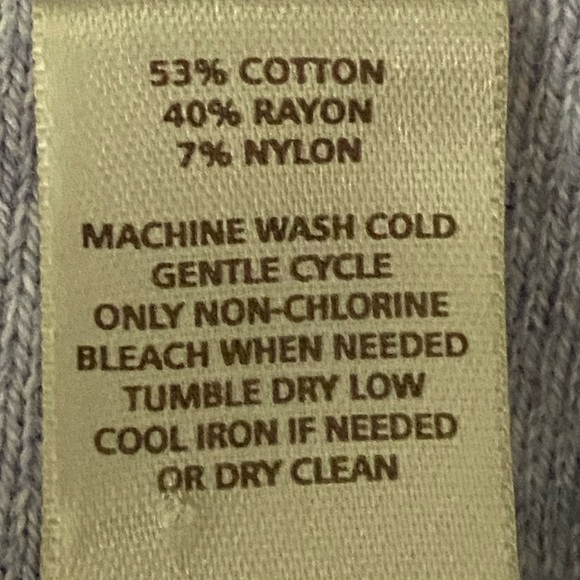 53% COTTON
40% RAYON
7% NYLON
MACHINE WASH COLD
GENTLE CYCLE
ONLY NON-CHLORINE
BLEACH WHEN NEEDED
TUMBLE DRY LOW
COOL IRON IF NEEDED
OR DRY CLEAN